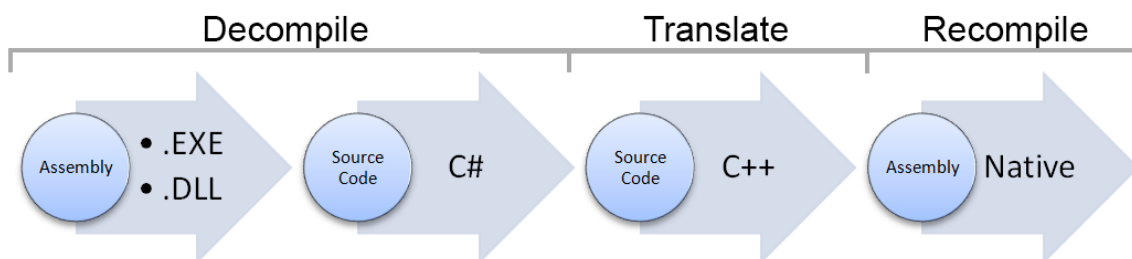 Decompile
Translate
Recompile
Assembly
• .EXE
• .DLL
Source
Code
C#
Source
Code
C++
Assembly
Native